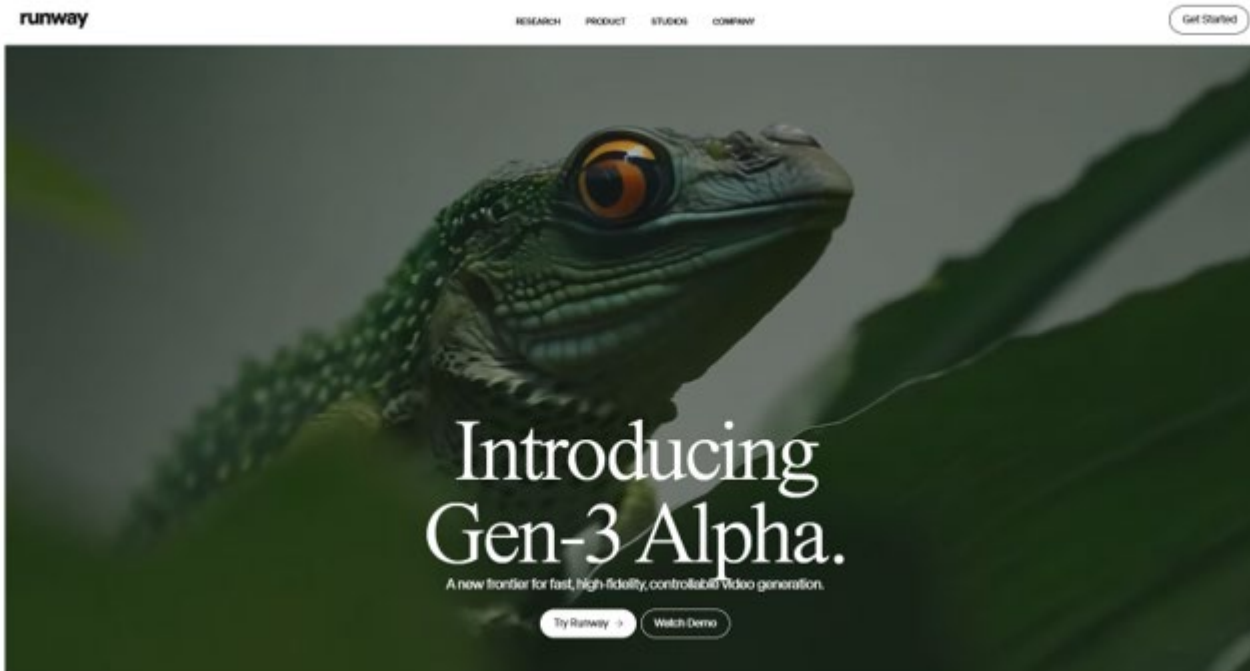 runway
RESEARCH PRODUCT STUDIOS COMPANY
Get Started
Introducing
Gen-3 Alpha.
A new frontier for fast, high-fidelity, controllable video generation.
Try Runway →
Watch Demo